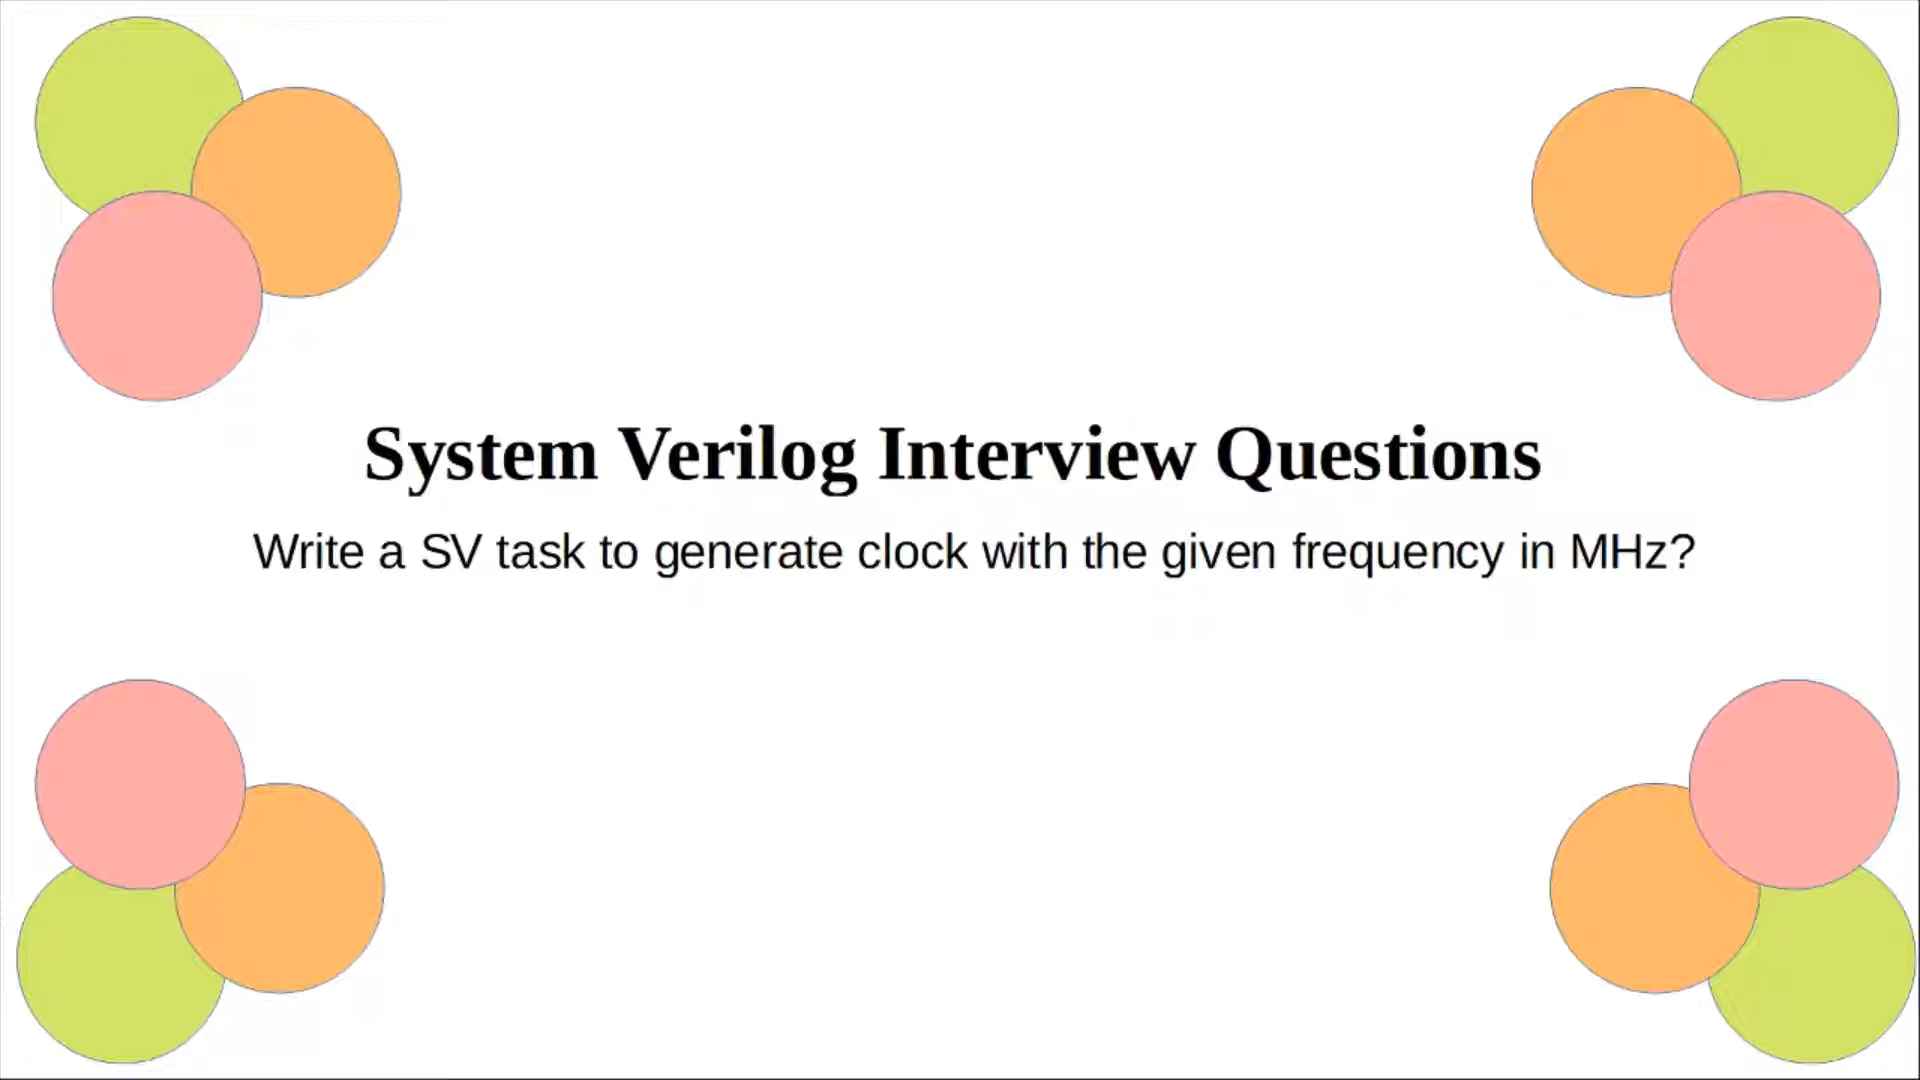 System Verilog Interview Questions
Write a SV task to generate clock with the given frequency in MHz?